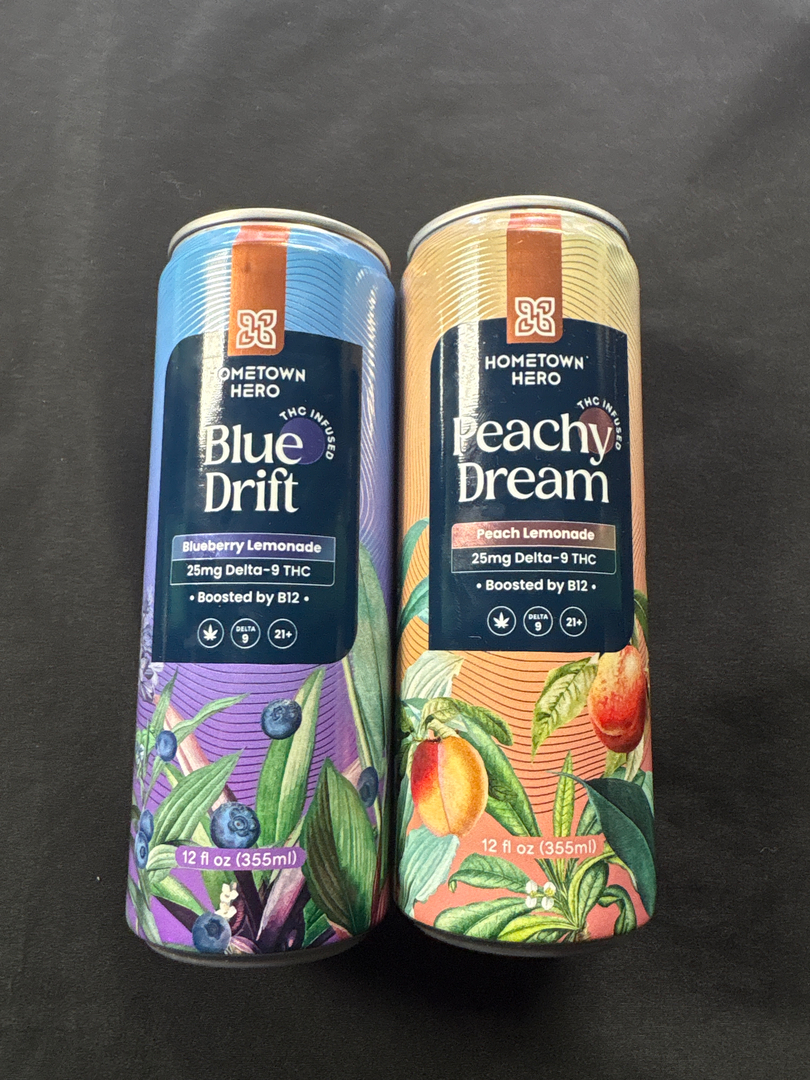 HOMETOWN
HERO
THC INFUSED
Blue
Drift
Blueberry Lemonade
25mg Delta-9 THC
• Boosted by B12 •
DELTA
9
21+
12 fl oz (355ml)
HOMETOWN
HERO
THC INFUSED
Peachy
Dream
Peach Lemonade
25mg Delta-9 THC
• Boosted by B12 •
DELTA
9
21+
12 fl oz (355ml)